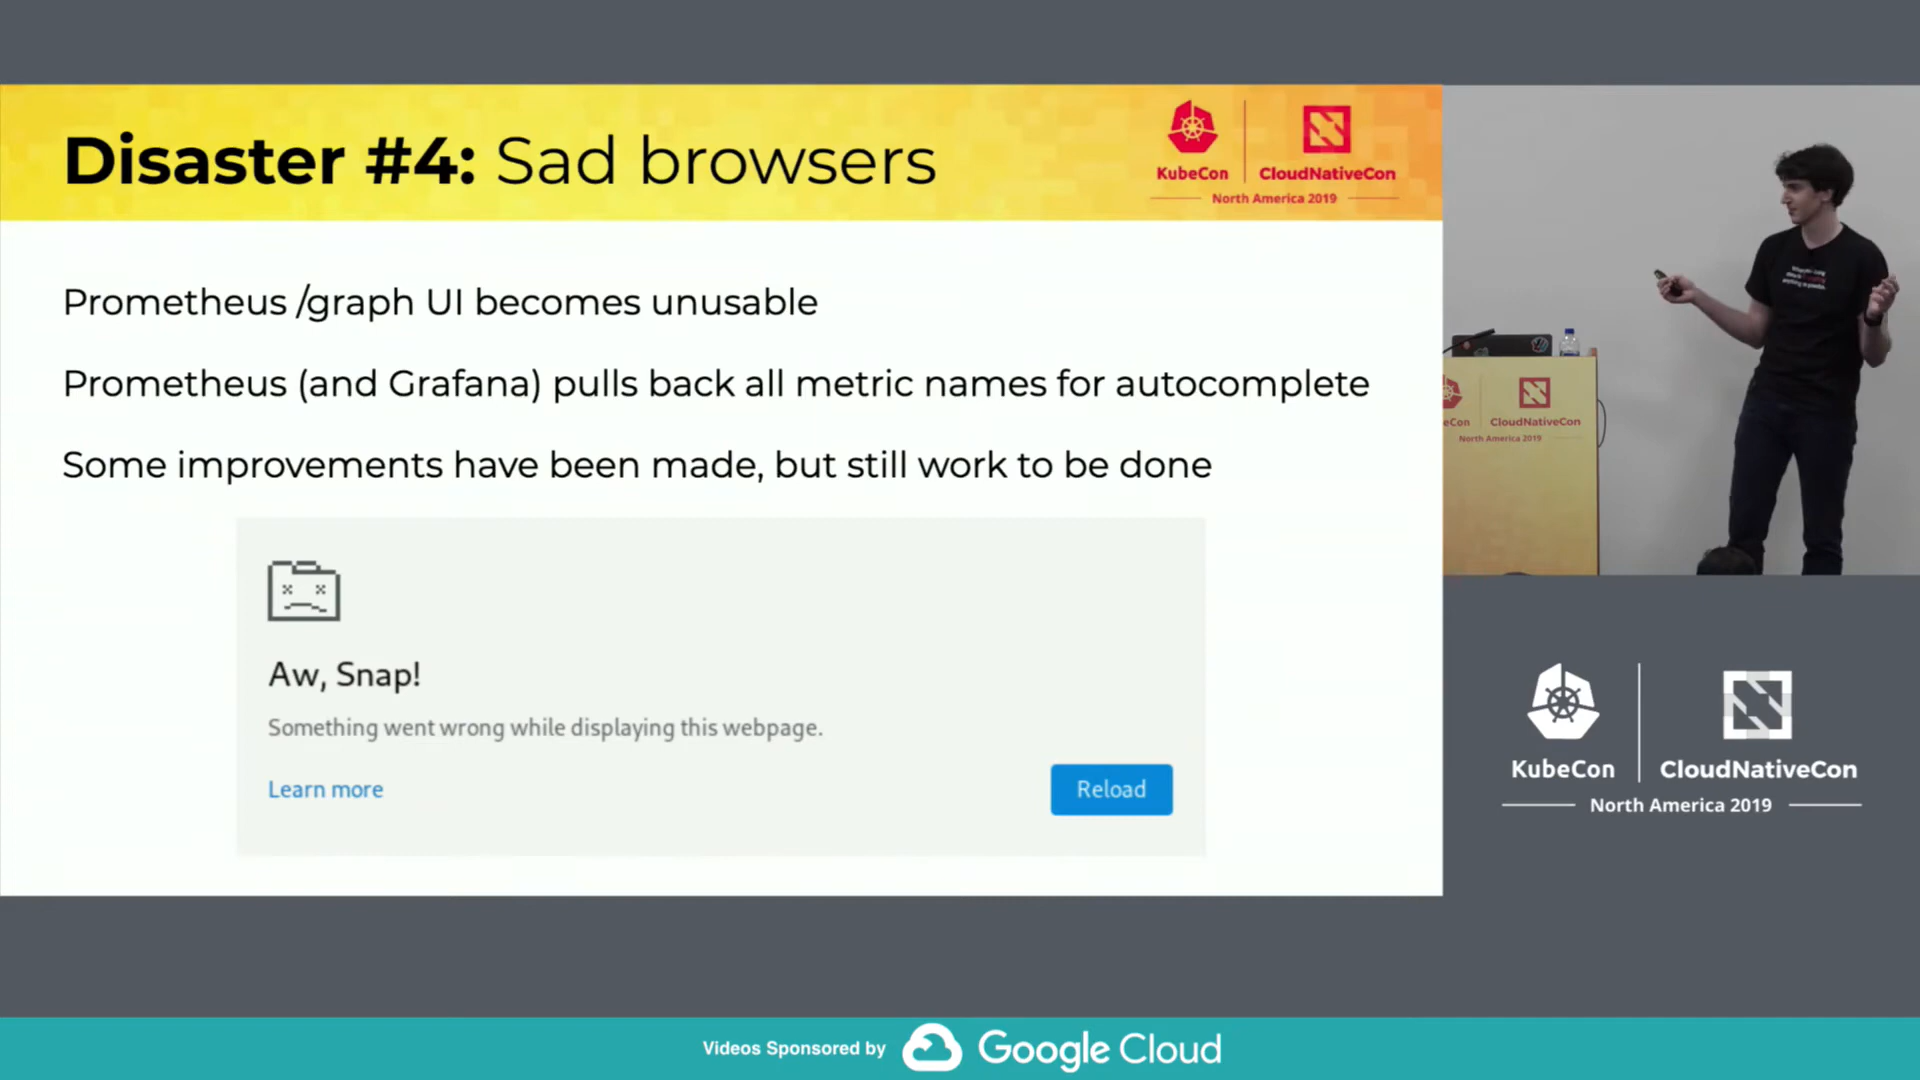 Disaster #4: Sad browsers
KubeCon
CloudNativeCon
North America 2019
Prometheus /graph UI becomes unusable
Prometheus (and Grafana) pulls back all metric names for autocomplete
Some improvements have been made, but still work to be done
Aw, Snap!
Something went wrong while displaying this webpage.
Learn more
Reload
eCon
CloudNativeCon
North America 2019
KubeCon
CloudNativeCon
North America 2019
Videos Sponsored by
Google Cloud